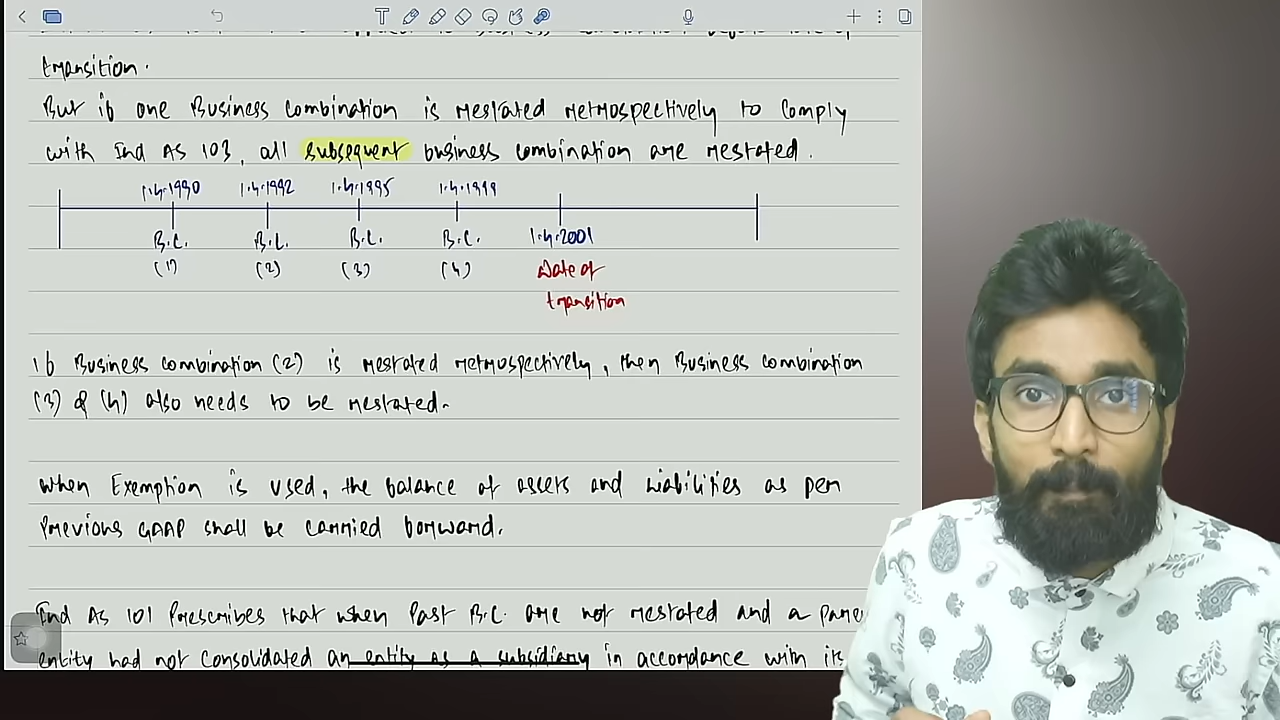 transition.
But if one Business Combination is restated retrospectively to comply
with Ind AS 103, all subsequent business combination are restated.
1.4.1990 1.4.1992 1.4.1995 1.4.1999
B.C. B.C. B.C. B.C. 1.4.2001
(1) (2) (3) (4) Date of
transition
If Business combination (2) is restated retrospectively, then Business combination
(3) & (4) also needs to be restated.
When Exemption is used, the balance of assets and liabilities as per
Previous GAAP shall be carried forward.
Ind AS 101 Prescribes that when Past B.C. are not restated and a
entity had not consolidated an entity as a subsidiary in accordance with its